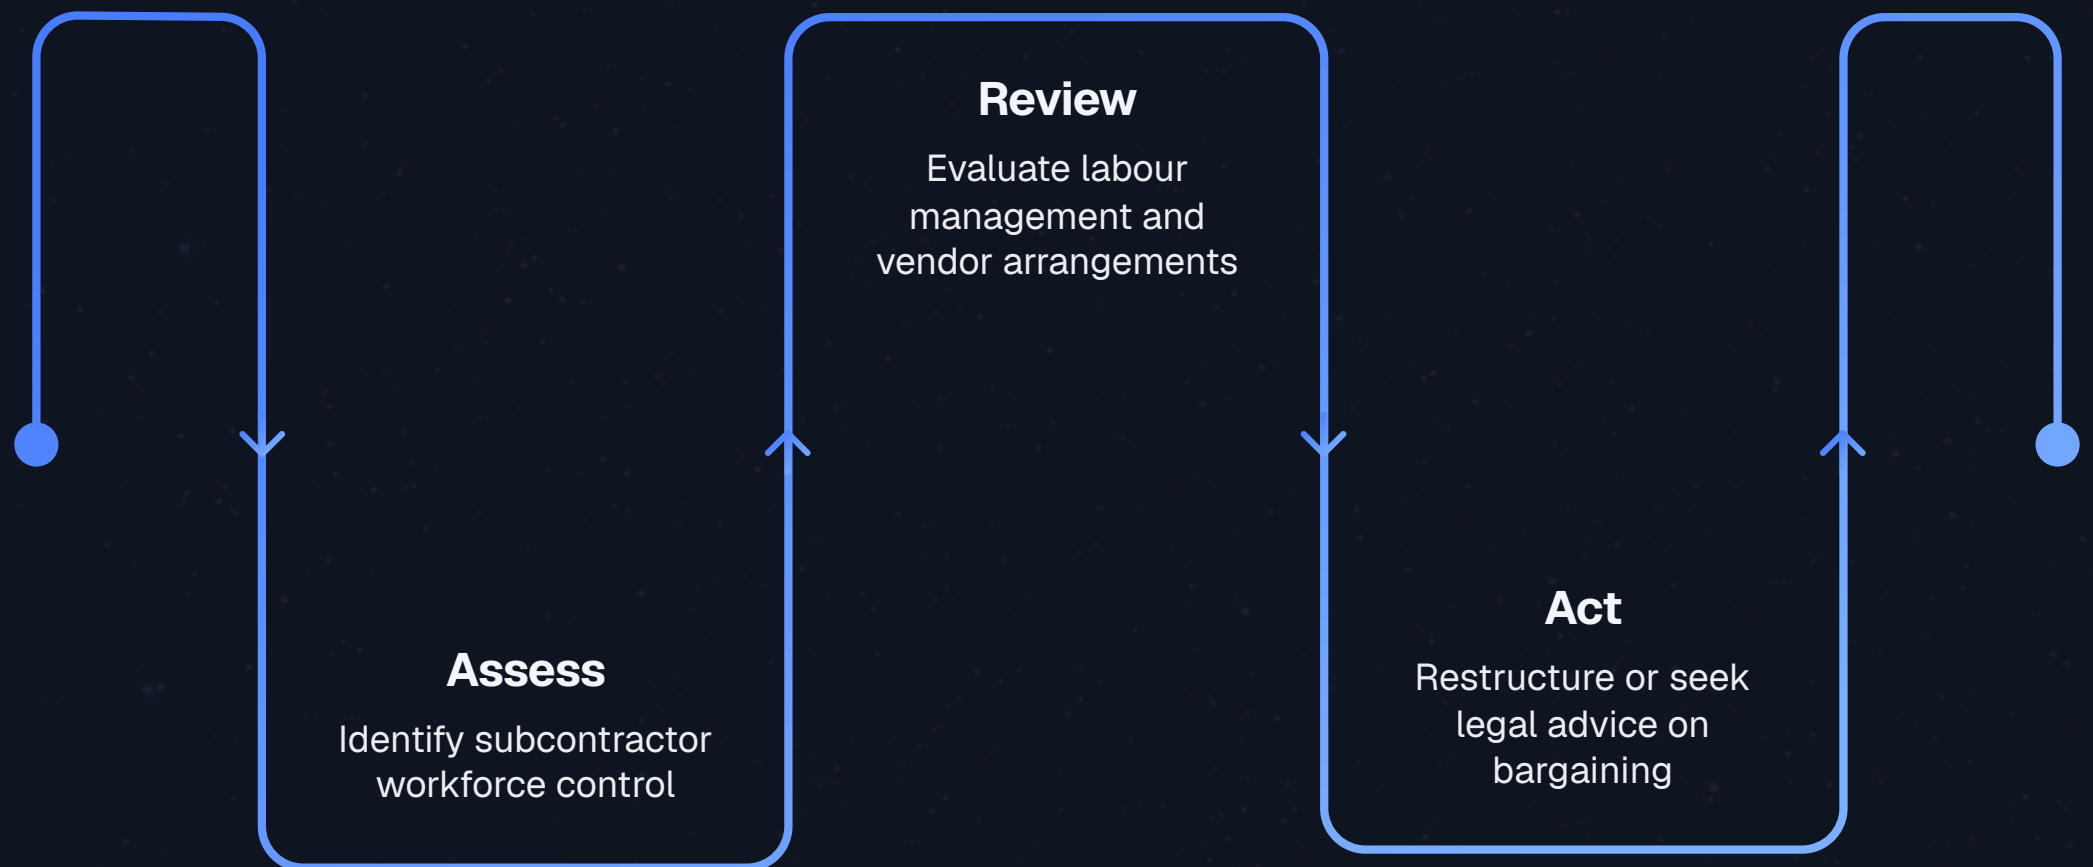 Assess
Identify subcontractor
workforce control
Review
Evaluate labour
management and
vendor arrangements
Act
Restructure or seek
legal advice on
bargaining